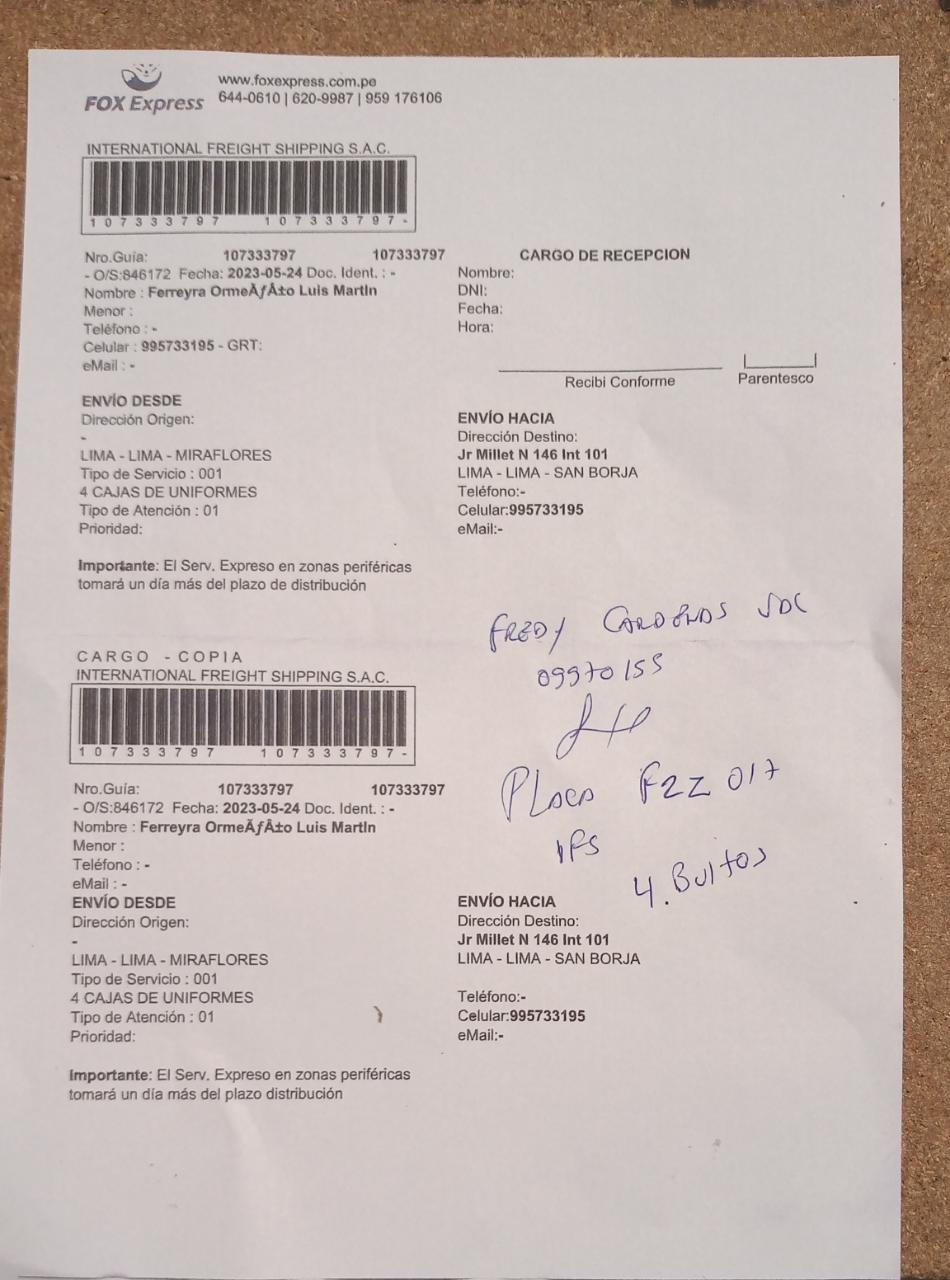 FOX Express
www.foxexpress.com.pe
644-0610 | 620-9987 | 959 176106
INTERNATIONAL FREIGHT SHIPPING S.A.C.
107333797 107333797-
Nro.Guía: 107333797 107333797
- O/S:846172 Fecha: 2023-05-24 Doc. Ident. : -
Nombre : Ferreyra OrmeÃƒÂ±o Luis MartIn
Menor :
Teléfono : -
Celular : 995733195 - GRT:
eMail : -
CARGO DE RECEPCION
Nombre:
DNI:
Fecha:
Hora:
Recibi Conforme Parentesco
ENVÍO DESDE
Dirección Origen:
-
LIMA - LIMA - MIRAFLORES
Tipo de Servicio : 001
4 CAJAS DE UNIFORMES
Tipo de Atención : 01
Prioridad:
ENVÍO HACIA
Dirección Destino:
Jr Millet N 146 Int 101
LIMA - LIMA - SAN BORJA
Teléfono:-
Celular:995733195
eMail:-
Importante: El Serv. Expreso en zonas periféricas
tomará un día más del plazo de distribución
FREDY CARDENAS
09970155
Placa F2Z 017
IFS
4. Bultos
CARGO - COPIA
INTERNATIONAL FREIGHT SHIPPING S.A.C.
107333797 107333797-
Nro.Guía: 107333797 107333797
- O/S:846172 Fecha: 2023-05-24 Doc. Ident. : -
Nombre : Ferreyra OrmeÃƒÂ±o Luis MartIn
Menor :
Teléfono : -
eMail : -
ENVÍO DESDE
Dirección Origen:
-
LIMA - LIMA - MIRAFLORES
Tipo de Servicio : 001
4 CAJAS DE UNIFORMES
Tipo de Atención : 01
Prioridad:
ENVÍO HACIA
Dirección Destino:
Jr Millet N 146 Int 101
LIMA - LIMA - SAN BORJA
Teléfono:-
Celular:995733195
eMail:-
Importante: El Serv. Expreso en zonas periféricas
tomará un día más del plazo distribución